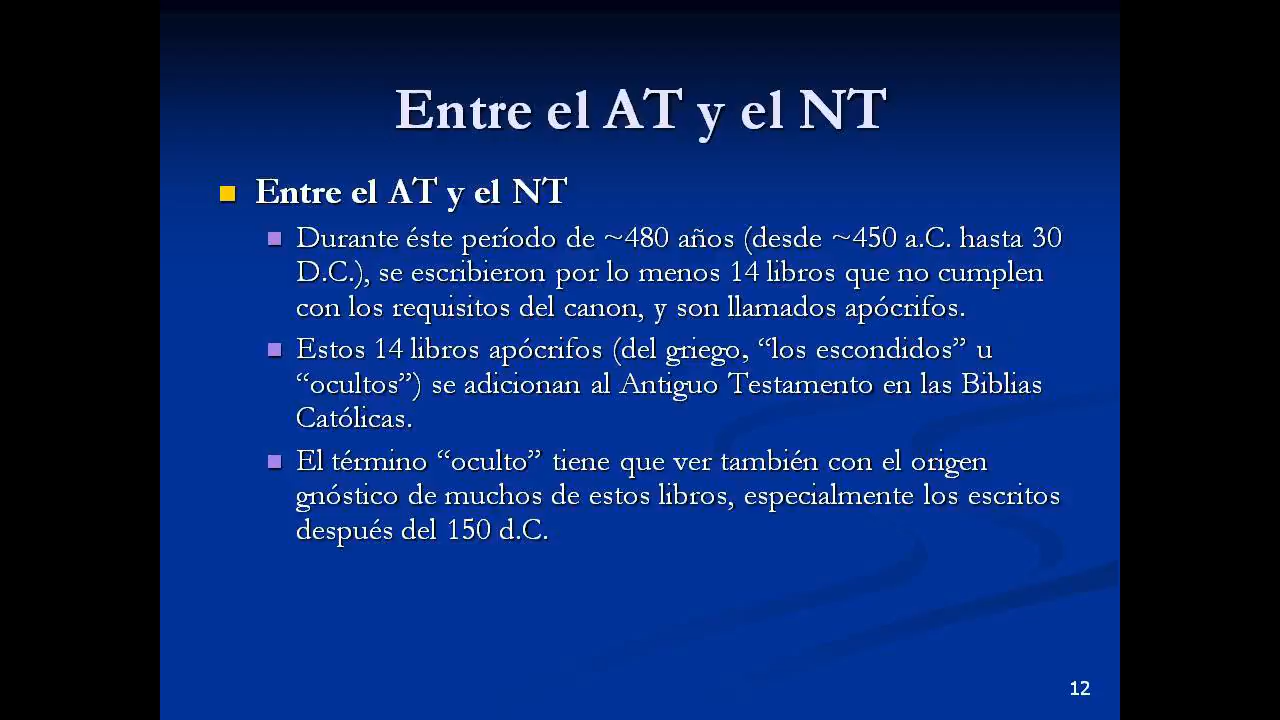 Entre el AT y el NT
Entre el AT y el NT
Durante éste período de ~480 años (desde ~450 a.C. hasta 30
D.C.), se escribieron por lo menos 14 libros que no cumplen
con los requisitos del canon, y son llamados apócrifos.
Estos 14 libros apócrifos (del griego, “los escondidos” u
“ocultos”) se adicionan al Antiguo Testamento en las Biblias
Católicas.
El término “oculto” tiene que ver también con el origen
gnóstico de muchos de estos libros, especialmente los escritos
después del 150 d.C.
12